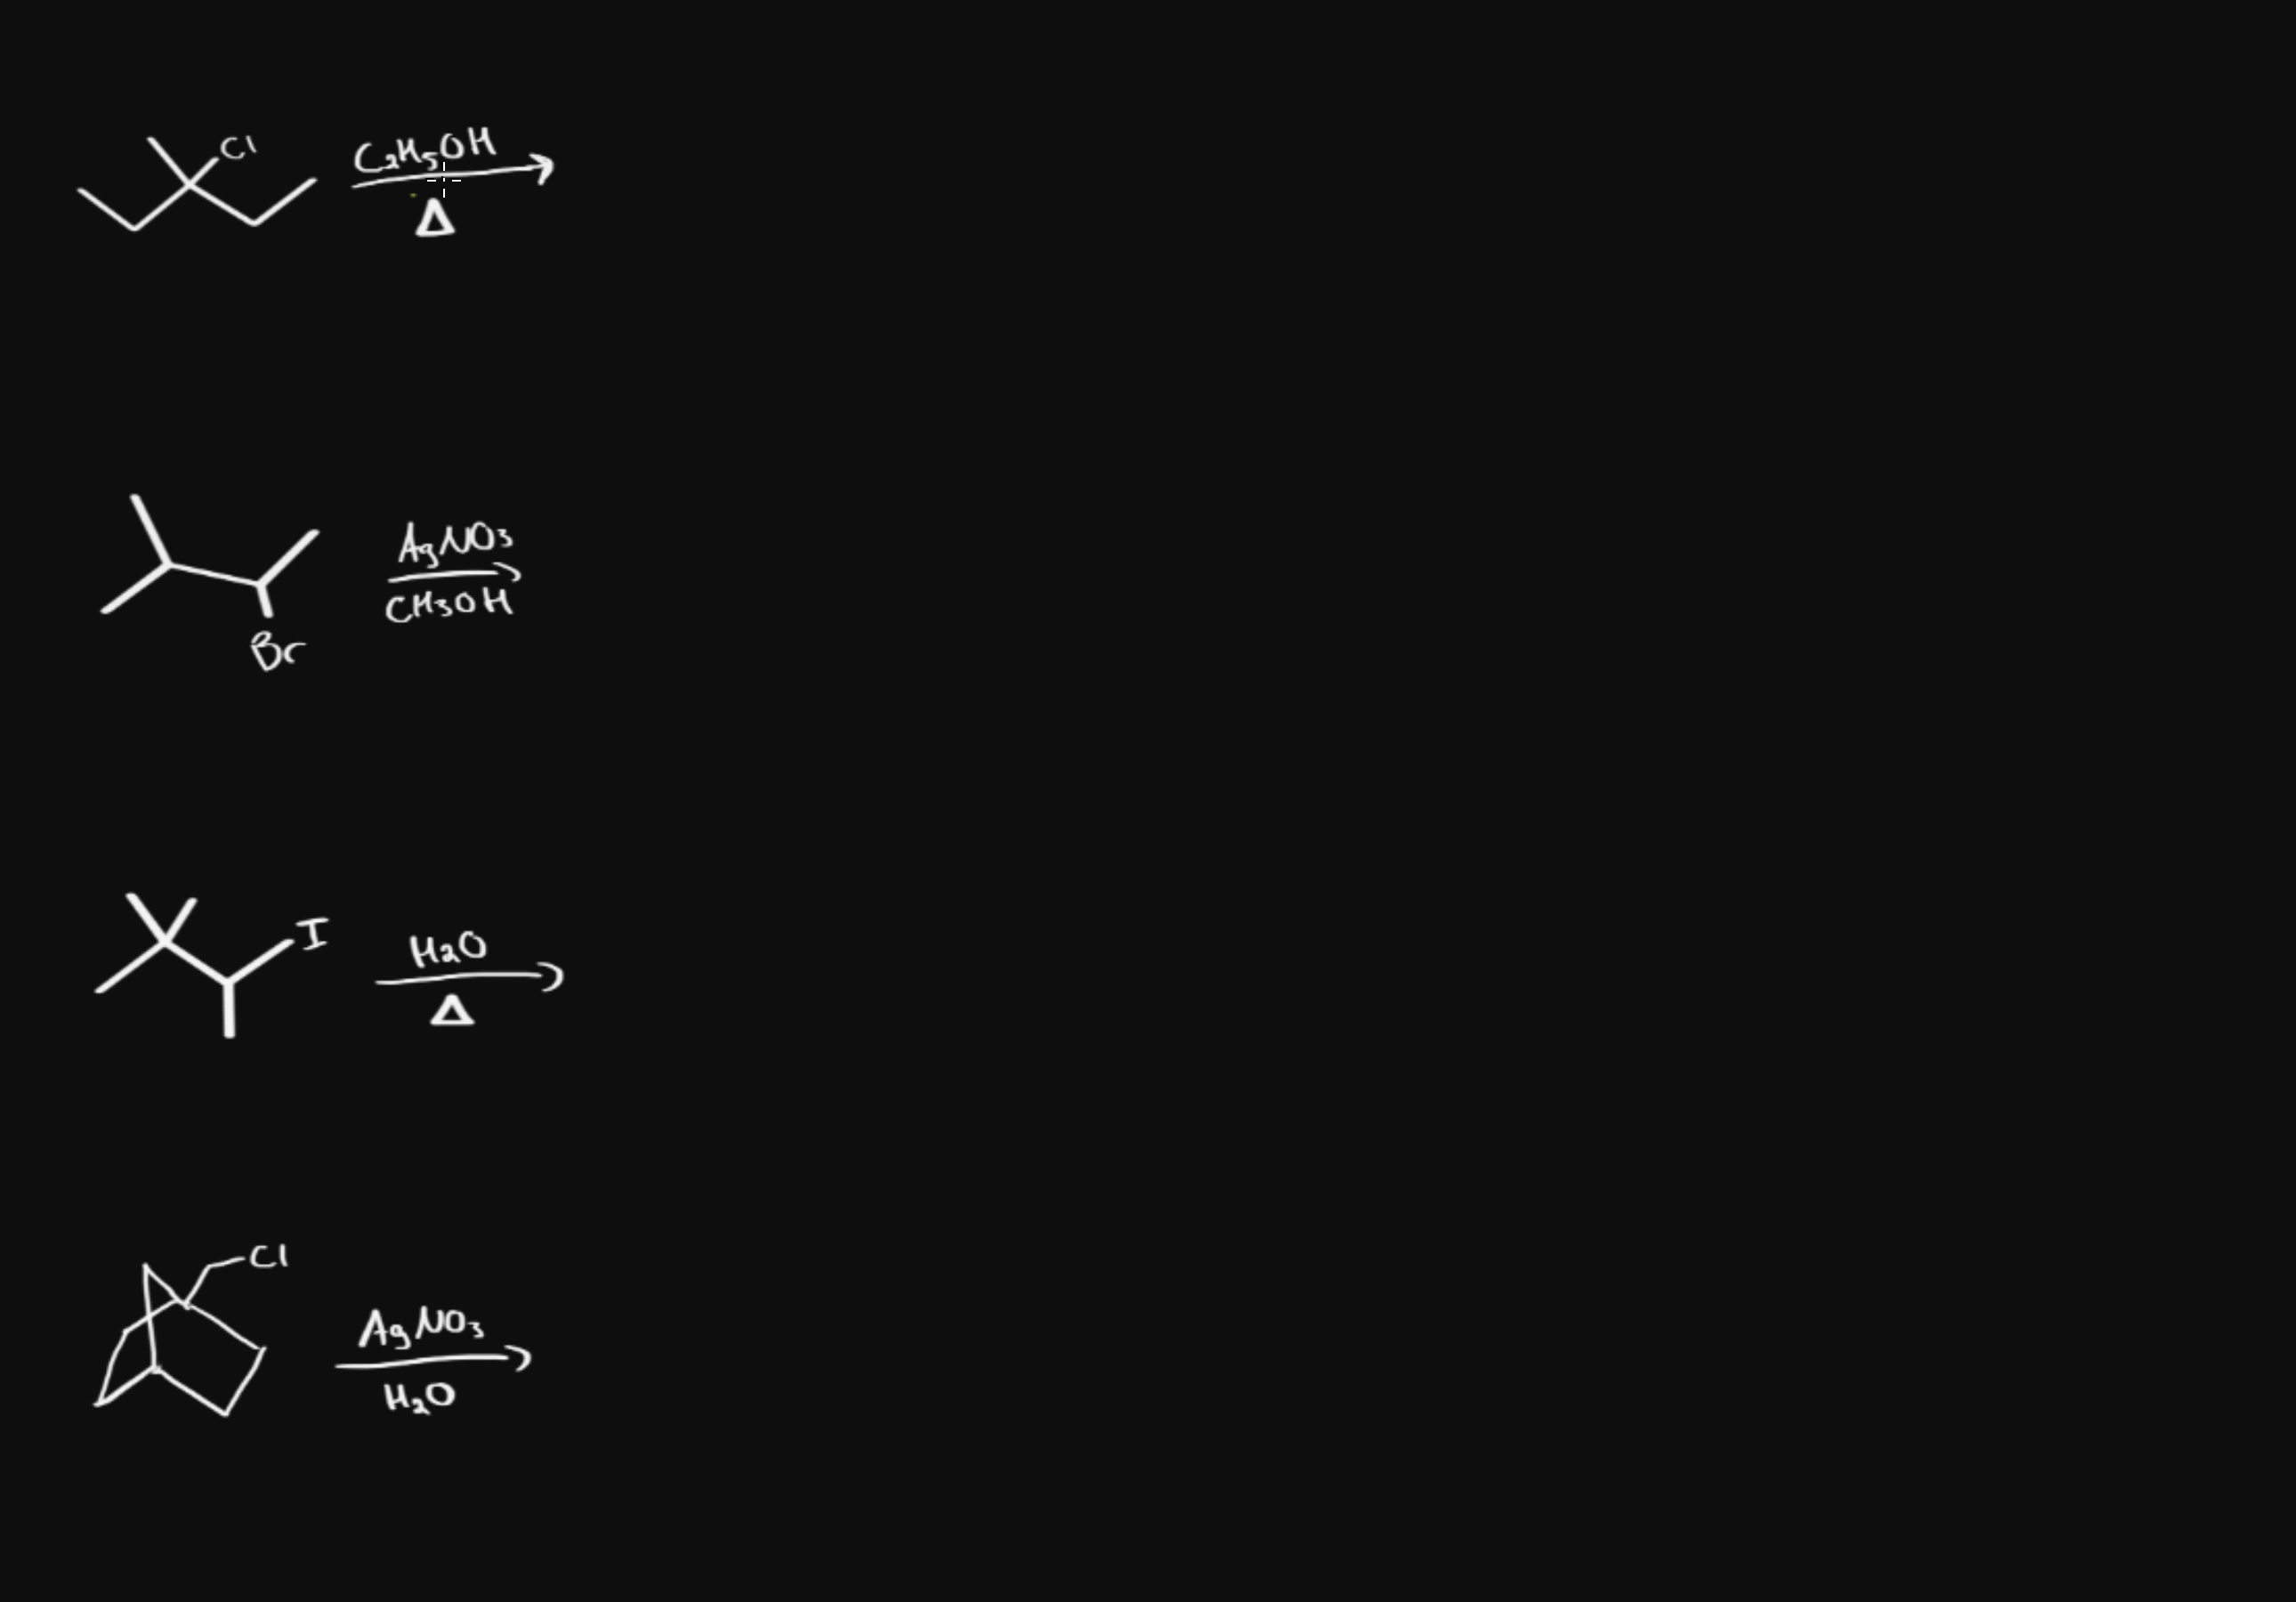 Cl
C₂H₅OH
Δ
AgNO₃
CH₃OH
Br
I
H₂O
Δ
Cl
AgNO₃
H₂O